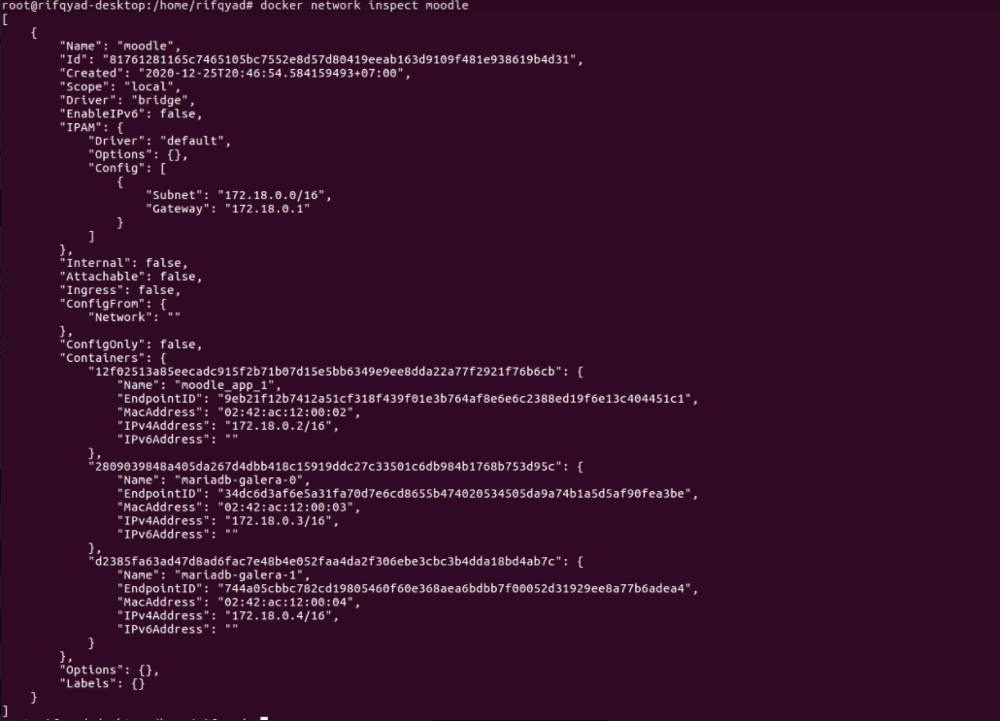 root@rifqyad-desktop:/home/rifqyad# docker network inspect moodle
[
    {
        "Name": "moodle",
        "Id": "81761281165c7465105bc7552e8d57d80419eeab163d9109f481e938619b4d31",
        "Created": "2020-12-25T20:46:54.584159493+07:00",
        "Scope": "local",
        "Driver": "bridge",
        "EnableIPv6": false,
        "IPAM": {
            "Driver": "default",
            "Options": {},
            "Config": [
                {
                    "Subnet": "172.18.0.0/16",
                    "Gateway": "172.18.0.1"
                }
            ]
        },
        "Internal": false,
        "Attachable": false,
        "Ingress": false,
        "ConfigFrom": {
            "Network": ""
        },
        "ConfigOnly": false,
        "Containers": {
            "12f02513a85eecadc915f2b71b07d15e5bb6349e9ee8dda22a77f2921f76b6cb": {
                "Name": "moodle_app_1",
                "EndpointID": "9eb21f12b7412a51cf318f439f01e3b764af8e6e6c2388ed19f6e13c404451c1",
                "MacAddress": "02:42:ac:12:00:02",
                "IPv4Address": "172.18.0.2/16",
                "IPv6Address": ""
            },
            "2809039848a405da267d4dbb418c15919ddc27c33501c6db984b1768b753d95c": {
                "Name": "mariadb-galera-0",
                "EndpointID": "34dc6d3af6e5a31fa70d7e6cd8655b474020534505da9a74b1a5d5af90fea3be",
                "MacAddress": "02:42:ac:12:00:03",
                "IPv4Address": "172.18.0.3/16",
                "IPv6Address": ""
            },
            "d2385fa63ad47d8ad6fac7e48b4e052faa4da2f306ebe3cbc3b4dda18bd4ab7c": {
                "Name": "mariadb-galera-1",
                "EndpointID": "744a05cbbc782cd19805460f60e368aea6bdbb7f00052d31929ee8a77b6adea4",
                "MacAddress": "02:42:ac:12:00:04",
                "IPv4Address": "172.18.0.4/16",
                "IPv6Address": ""
            }
        },
        "Options": {},
        "Labels": {}
    }
]